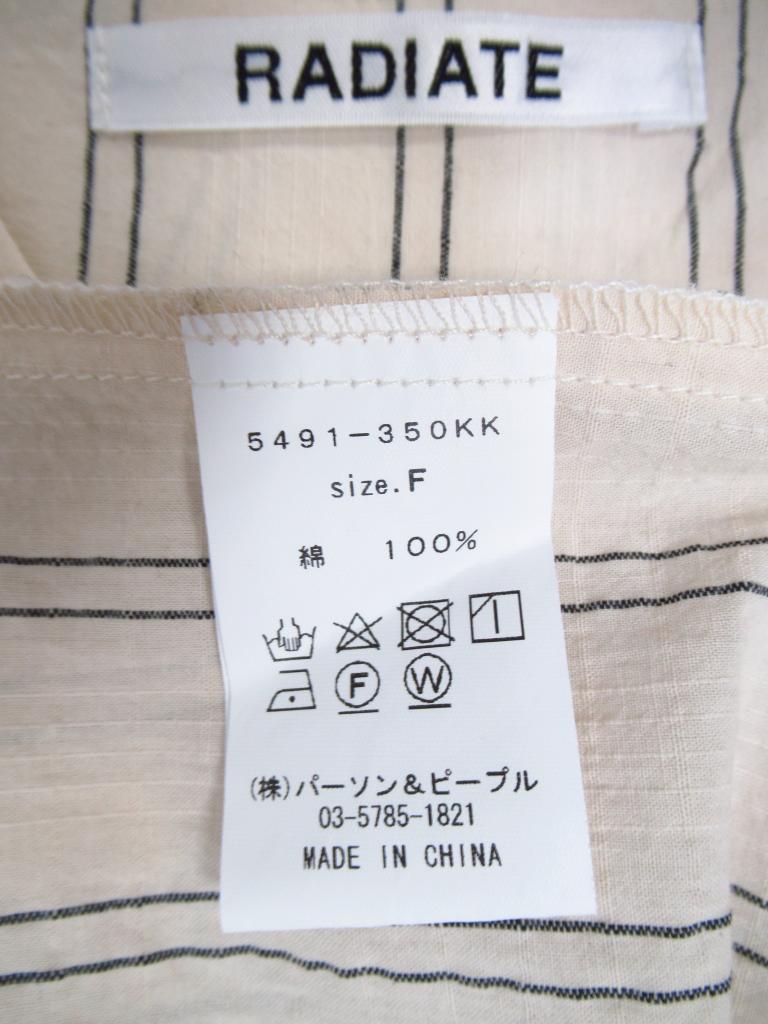 RADIATE
5491-350KK
size.F
綿 100%
F W
(株)パーソン&ピープル
03-5785-1821
MADE IN CHINA